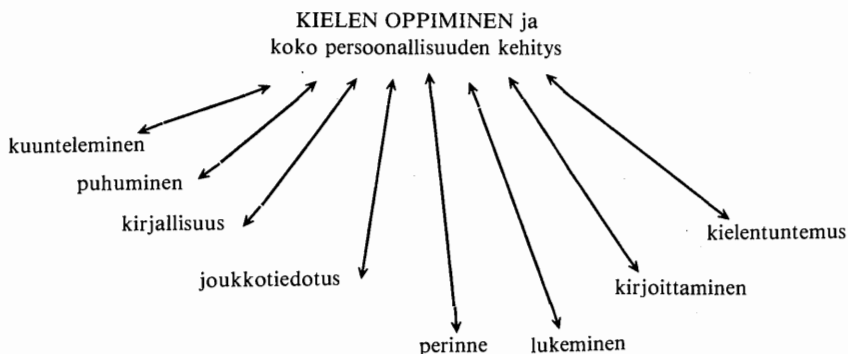 KIELEN OPPIMINEN ja
koko persoonallisuuden kehitys
kuunteleminen
puhuminen
kirjallisuus
joukkotiedotus
perinne
lukeminen
kirjoittaminen
kielentuntemus